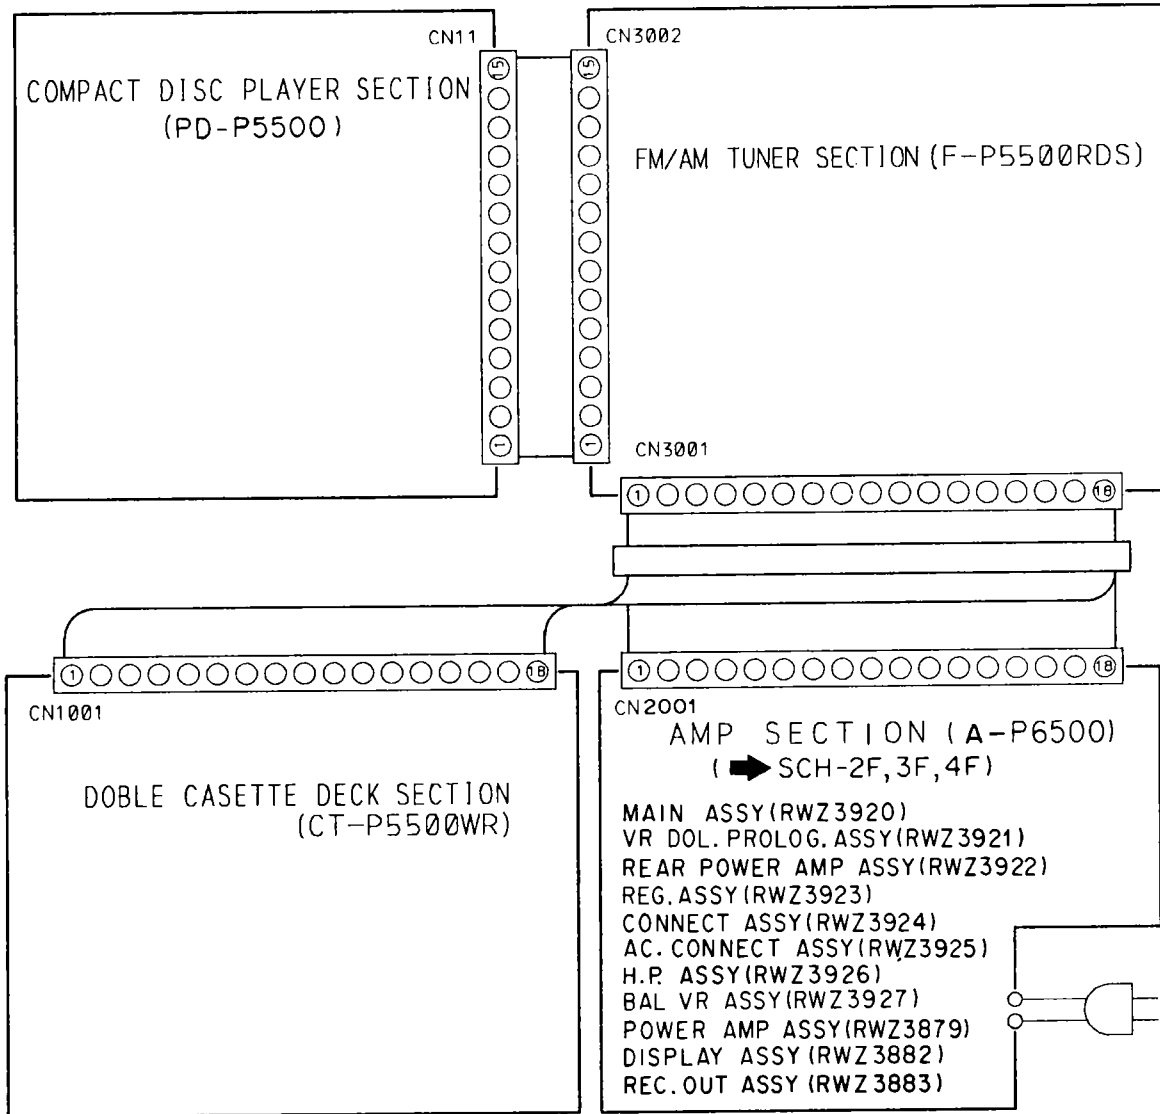 CN11
15
1
COMPACT DISC PLAYER SECTION
(PD-P5500)
CN3002
15
1
FM/AM TUNER SECTION (F-P5500RDS)
CN3001
1 18
1 18
CN1001
DOBLE CASETTE DECK SECTION
(CT-P5500WR)
1 18
CN2001
AMP SECTION (A-P6500)
(➡ SCH-2F,3F,4F)
MAIN ASSY(RWZ3920)
VR DOL. PROLOG. ASSY(RWZ3921)
REAR POWER AMP ASSY(RWZ3922)
REG. ASSY(RWZ3923)
CONNECT ASSY(RWZ3924)
AC. CONNECT ASSY(RWZ3925)
H.P. ASSY(RWZ3926)
BAL VR ASSY(RWZ3927)
POWER AMP ASSY(RWZ3879)
DISPLAY ASSY (RWZ3882)
REC. OUT ASSY (RWZ3883)